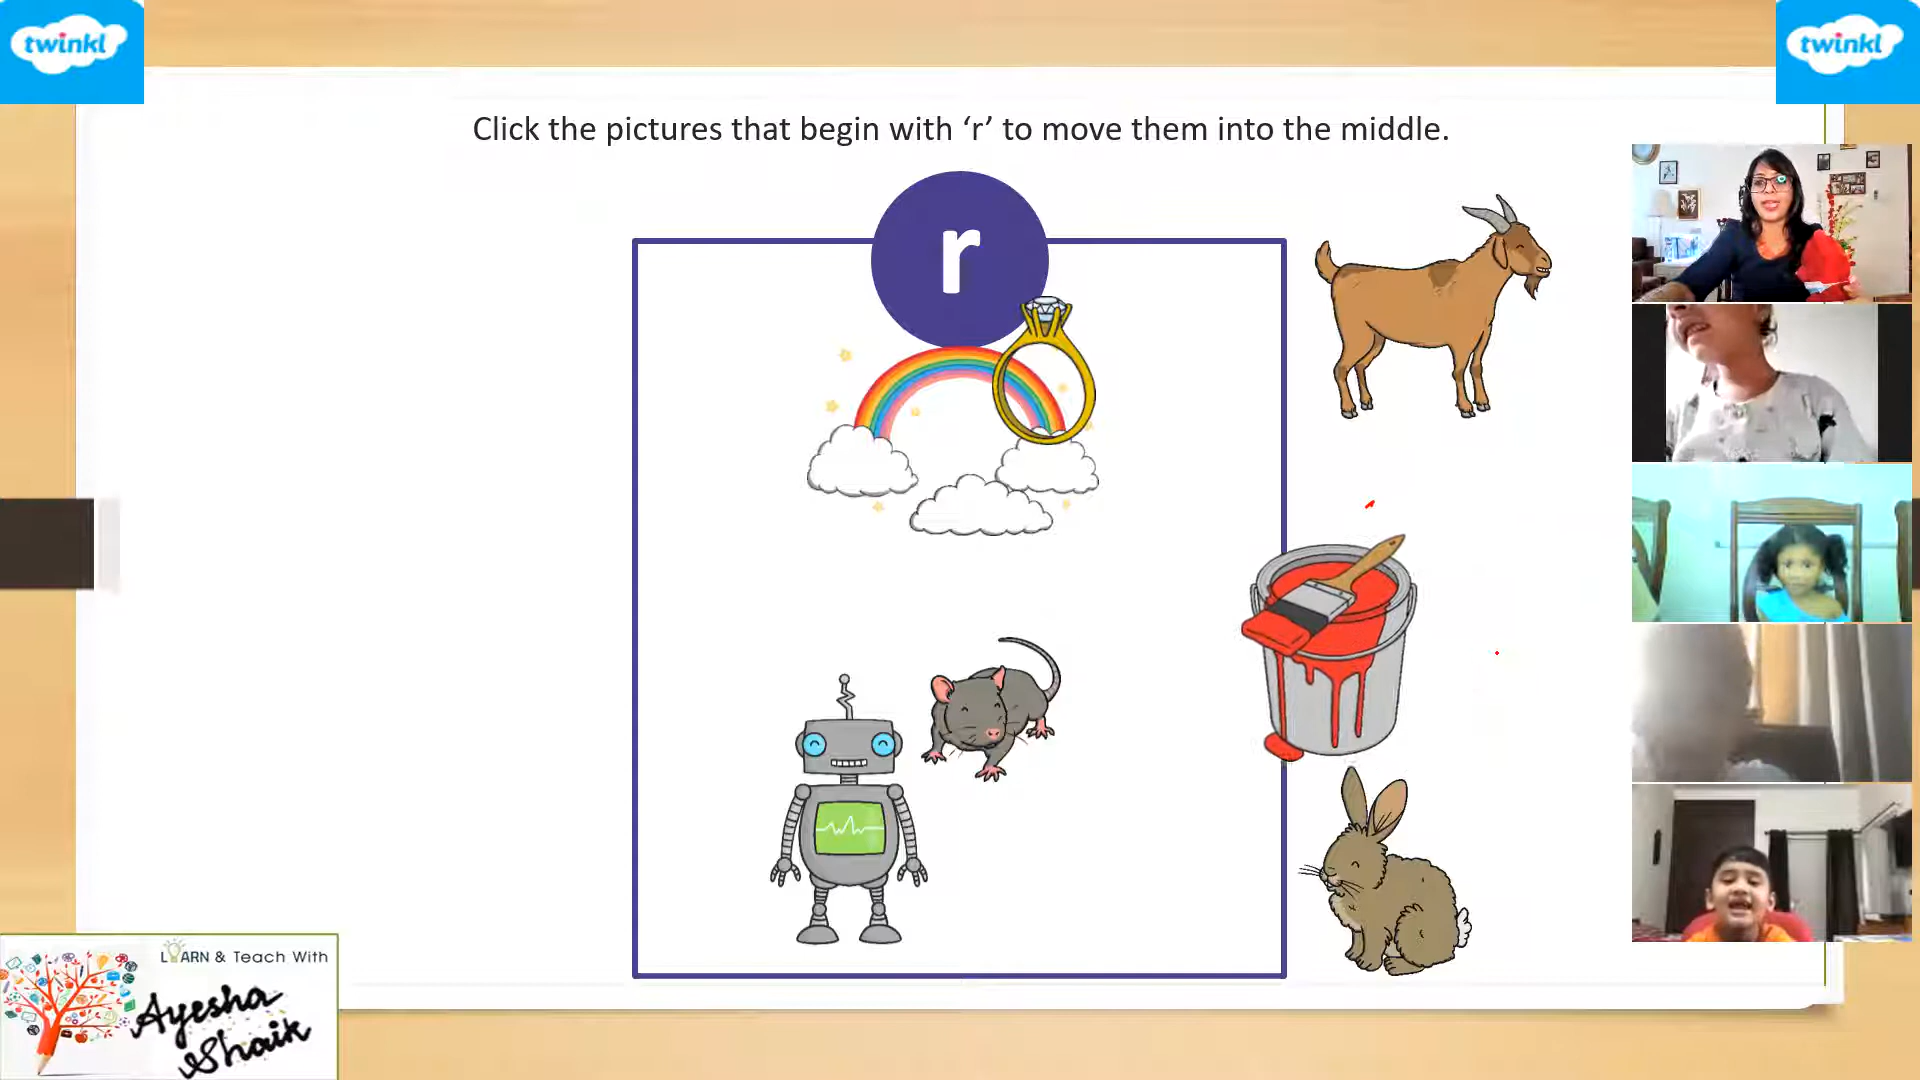 twinkl
twinkl
Click the pictures that begin with ‘r’ to move them into the middle.
r
LEARN & Teach With
Ayesha
Shaik